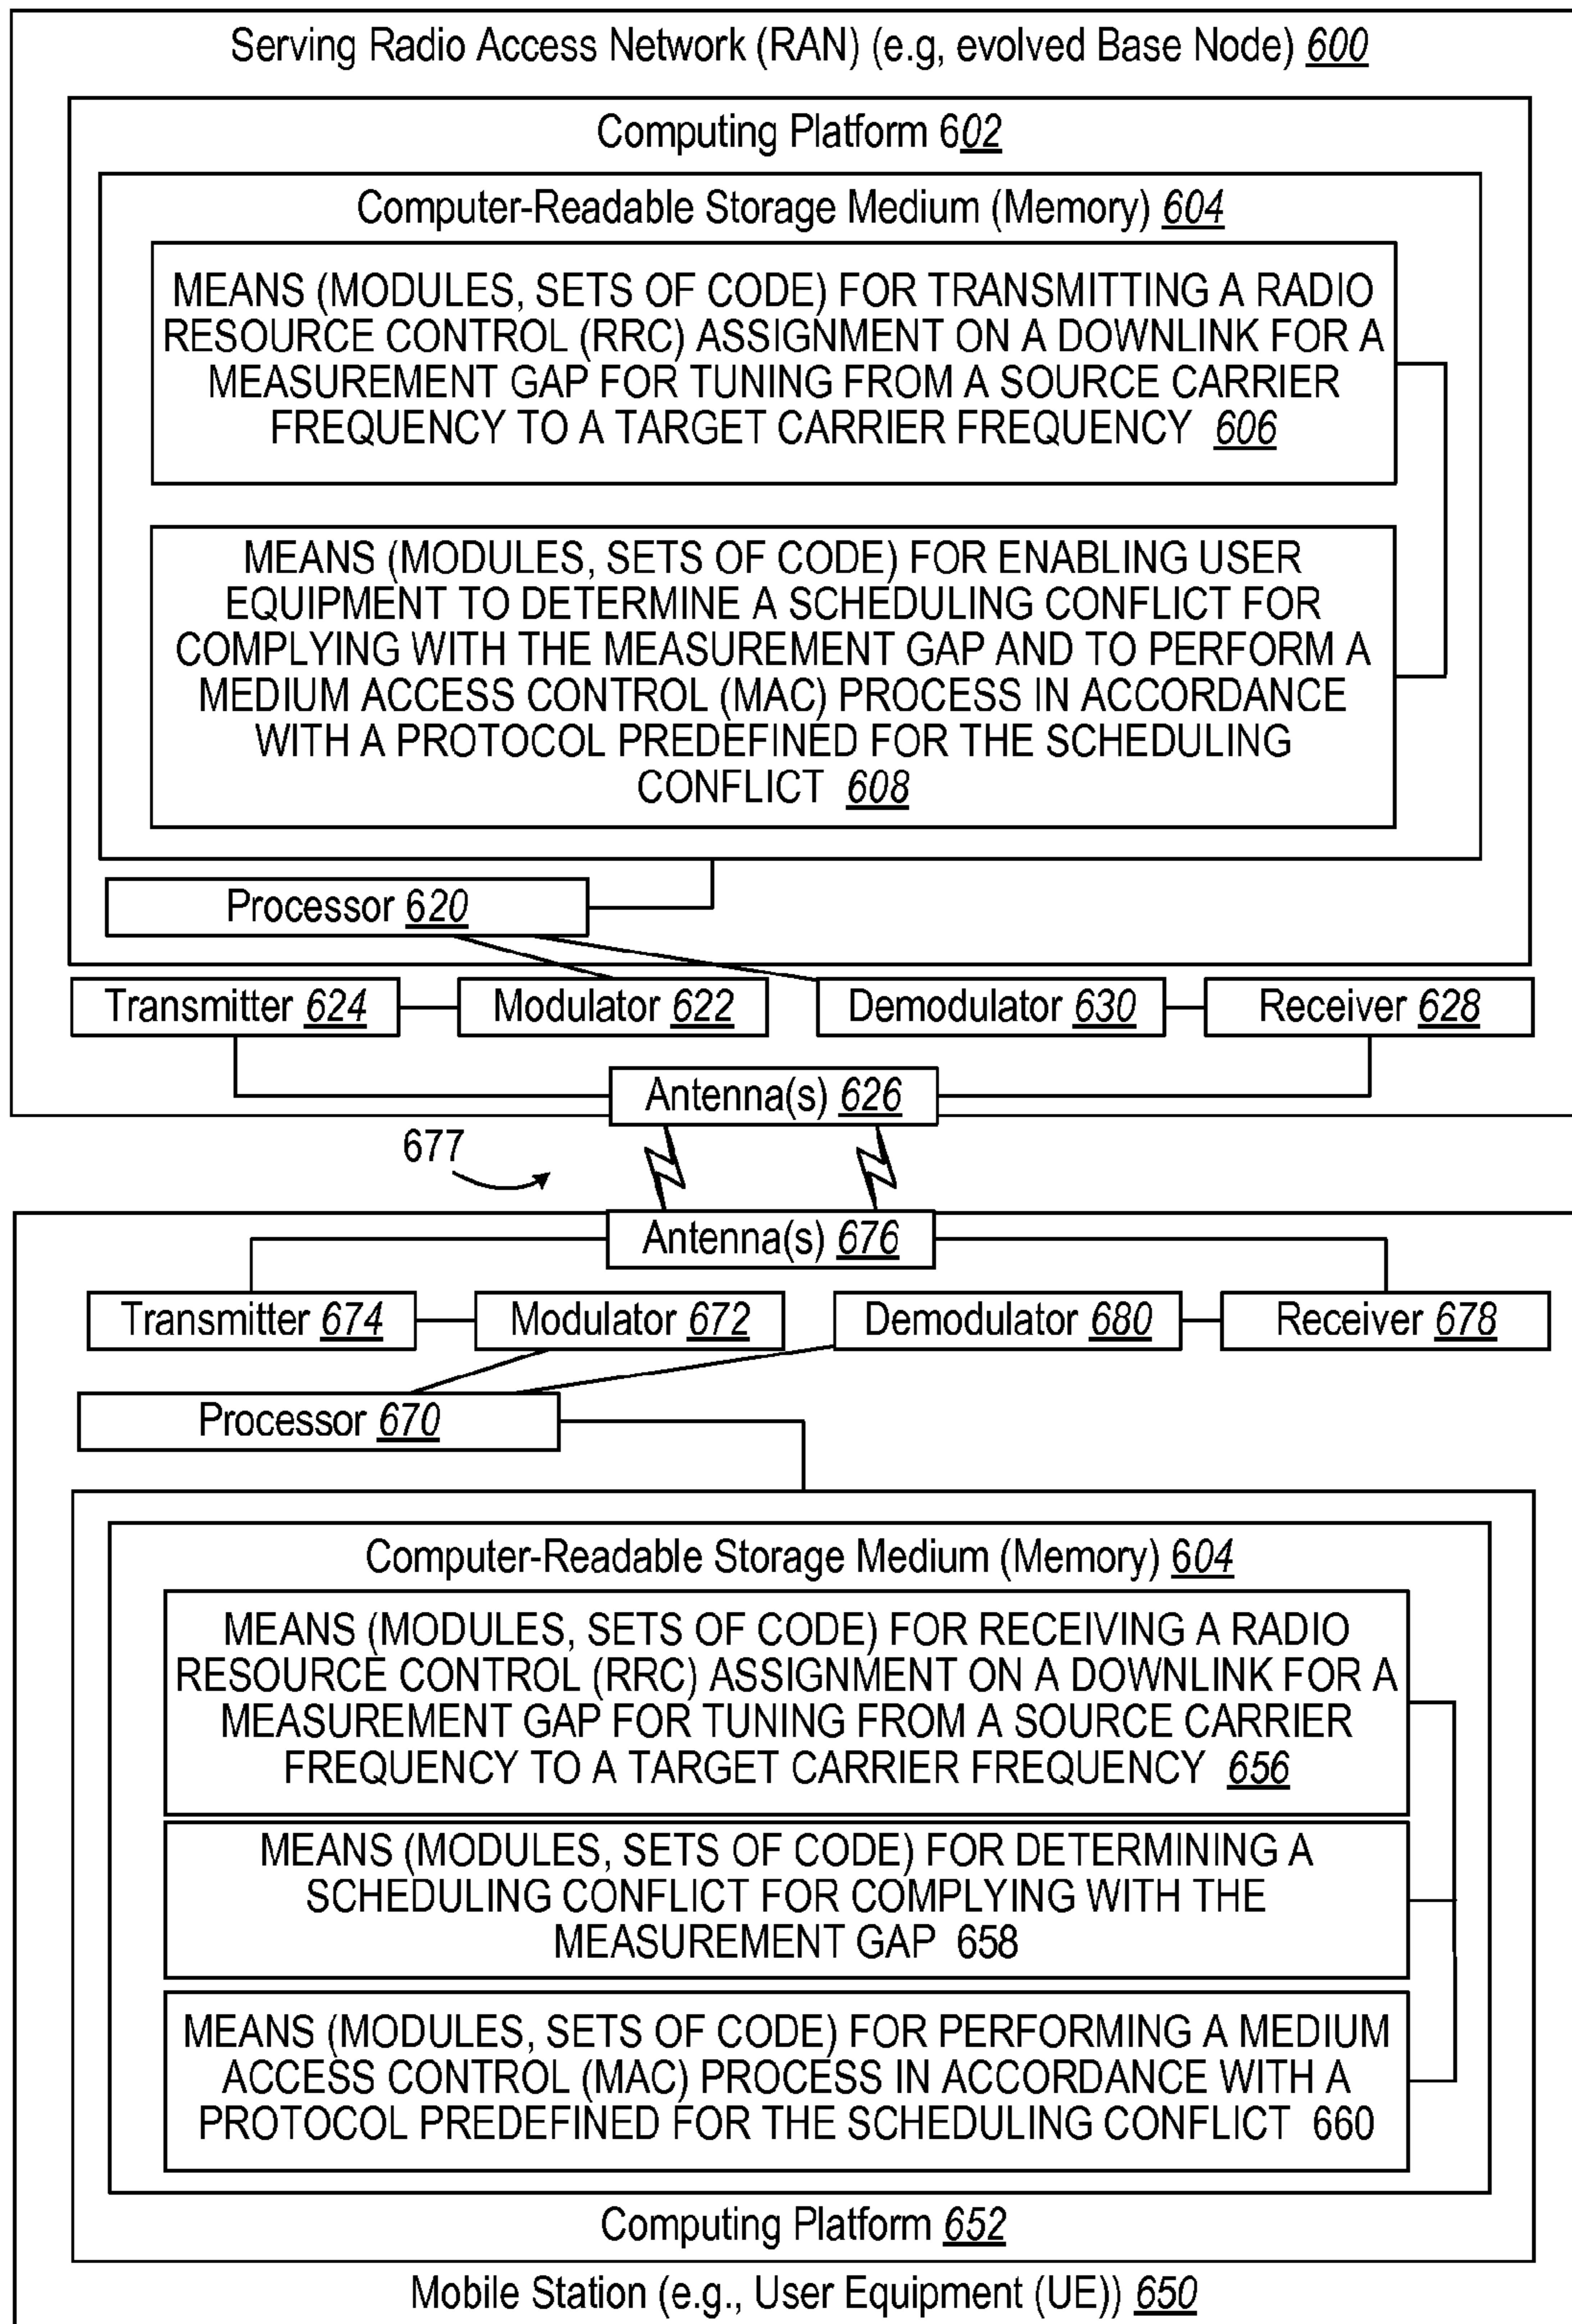 Serving Radio Access Network (RAN) (e.g, evolved Base Node) 600
Computing Platform 602
Computer-Readable Storage Medium (Memory) 604
MEANS (MODULES, SETS OF CODE) FOR TRANSMITTING A RADIO
RESOURCE CONTROL (RRC) ASSIGNMENT ON A DOWNLINK FOR A
MEASUREMENT GAP FOR TUNING FROM A SOURCE CARRIER
FREQUENCY TO A TARGET CARRIER FREQUENCY 606
MEANS (MODULES, SETS OF CODE) FOR ENABLING USER
EQUIPMENT TO DETERMINE A SCHEDULING CONFLICT FOR
COMPLYING WITH THE MEASUREMENT GAP AND TO PERFORM A
MEDIUM ACCESS CONTROL (MAC) PROCESS IN ACCORDANCE
WITH A PROTOCOL PREDEFINED FOR THE SCHEDULING
CONFLICT 608
Processor 620
Transmitter 624
Modulator 622
Demodulator 630
Receiver 628
Antenna(s) 626
677
Antenna(s) 676
Transmitter 674
Modulator 672
Demodulator 680
Receiver 678
Processor 670
Computer-Readable Storage Medium (Memory) 604
MEANS (MODULES, SETS OF CODE) FOR RECEIVING A RADIO
RESOURCE CONTROL (RRC) ASSIGNMENT ON A DOWNLINK FOR A
MEASUREMENT GAP FOR TUNING FROM A SOURCE CARRIER
FREQUENCY TO A TARGET CARRIER FREQUENCY 656
MEANS (MODULES, SETS OF CODE) FOR DETERMINING A
SCHEDULING CONFLICT FOR COMPLYING WITH THE
MEASUREMENT GAP 658
MEANS (MODULES, SETS OF CODE) FOR PERFORMING A MEDIUM
ACCESS CONTROL (MAC) PROCESS IN ACCORDANCE WITH A
PROTOCOL PREDEFINED FOR THE SCHEDULING CONFLICT 660
Computing Platform 652
Mobile Station (e.g., User Equipment (UE)) 650